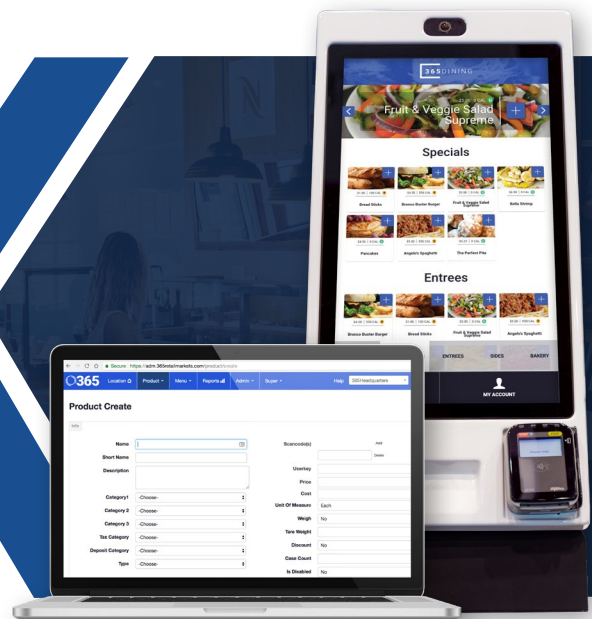 365DINING
Fruit & Veggie Salad
Supreme
Specials
Bread Sticks
Bronco Buster Burger
Fruit & Veggie Salad
Supreme
Balls Shrimp
Pancakes
Angelo's Spaghetti
The Perfect Pita
Entrees
Bronco Buster Burger
Bread Sticks
Fruit & Veggie Salad
Supreme
Angelo's Spaghetti
ENTREES SIDES BAKERY
MY ACCOUNT
Secure https://adm.365retailmarkets.com/product/create
365 Location Product Menu Reports Admin Super Help 365Headquarters
Product Create
Info
Name
Short Name
Description
Category1 -Choose-
Category 2 -Choose-
Category 3 -Choose-
Tax Category -Choose-
Deposit Category -Choose-
Type -Choose-
Scancode(s) Add
Delete
Userkey
Price
Cost
Unit Of Measure Each
Weigh No
Tare Weight
Discount No
Case Count
Is Disabled No